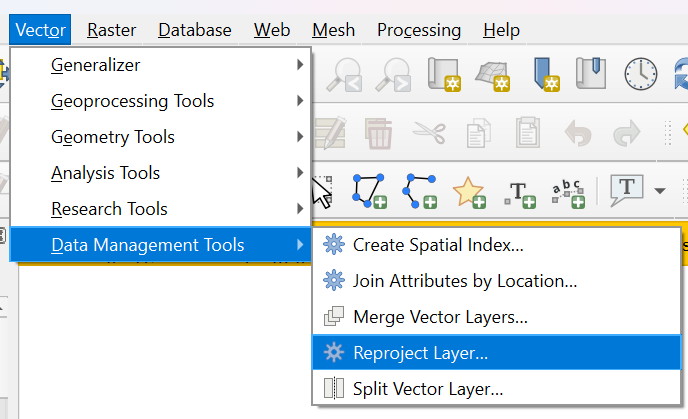 Vector Raster Database Web Mesh Processing Help
Generalizer
Geoprocessing Tools
Geometry Tools
Analysis Tools
Research Tools
Data Management Tools
Create Spatial Index...
Join Attributes by Location...
Merge Vector Layers...
Reproject Layer...
Split Vector Layer...
T
abc
T